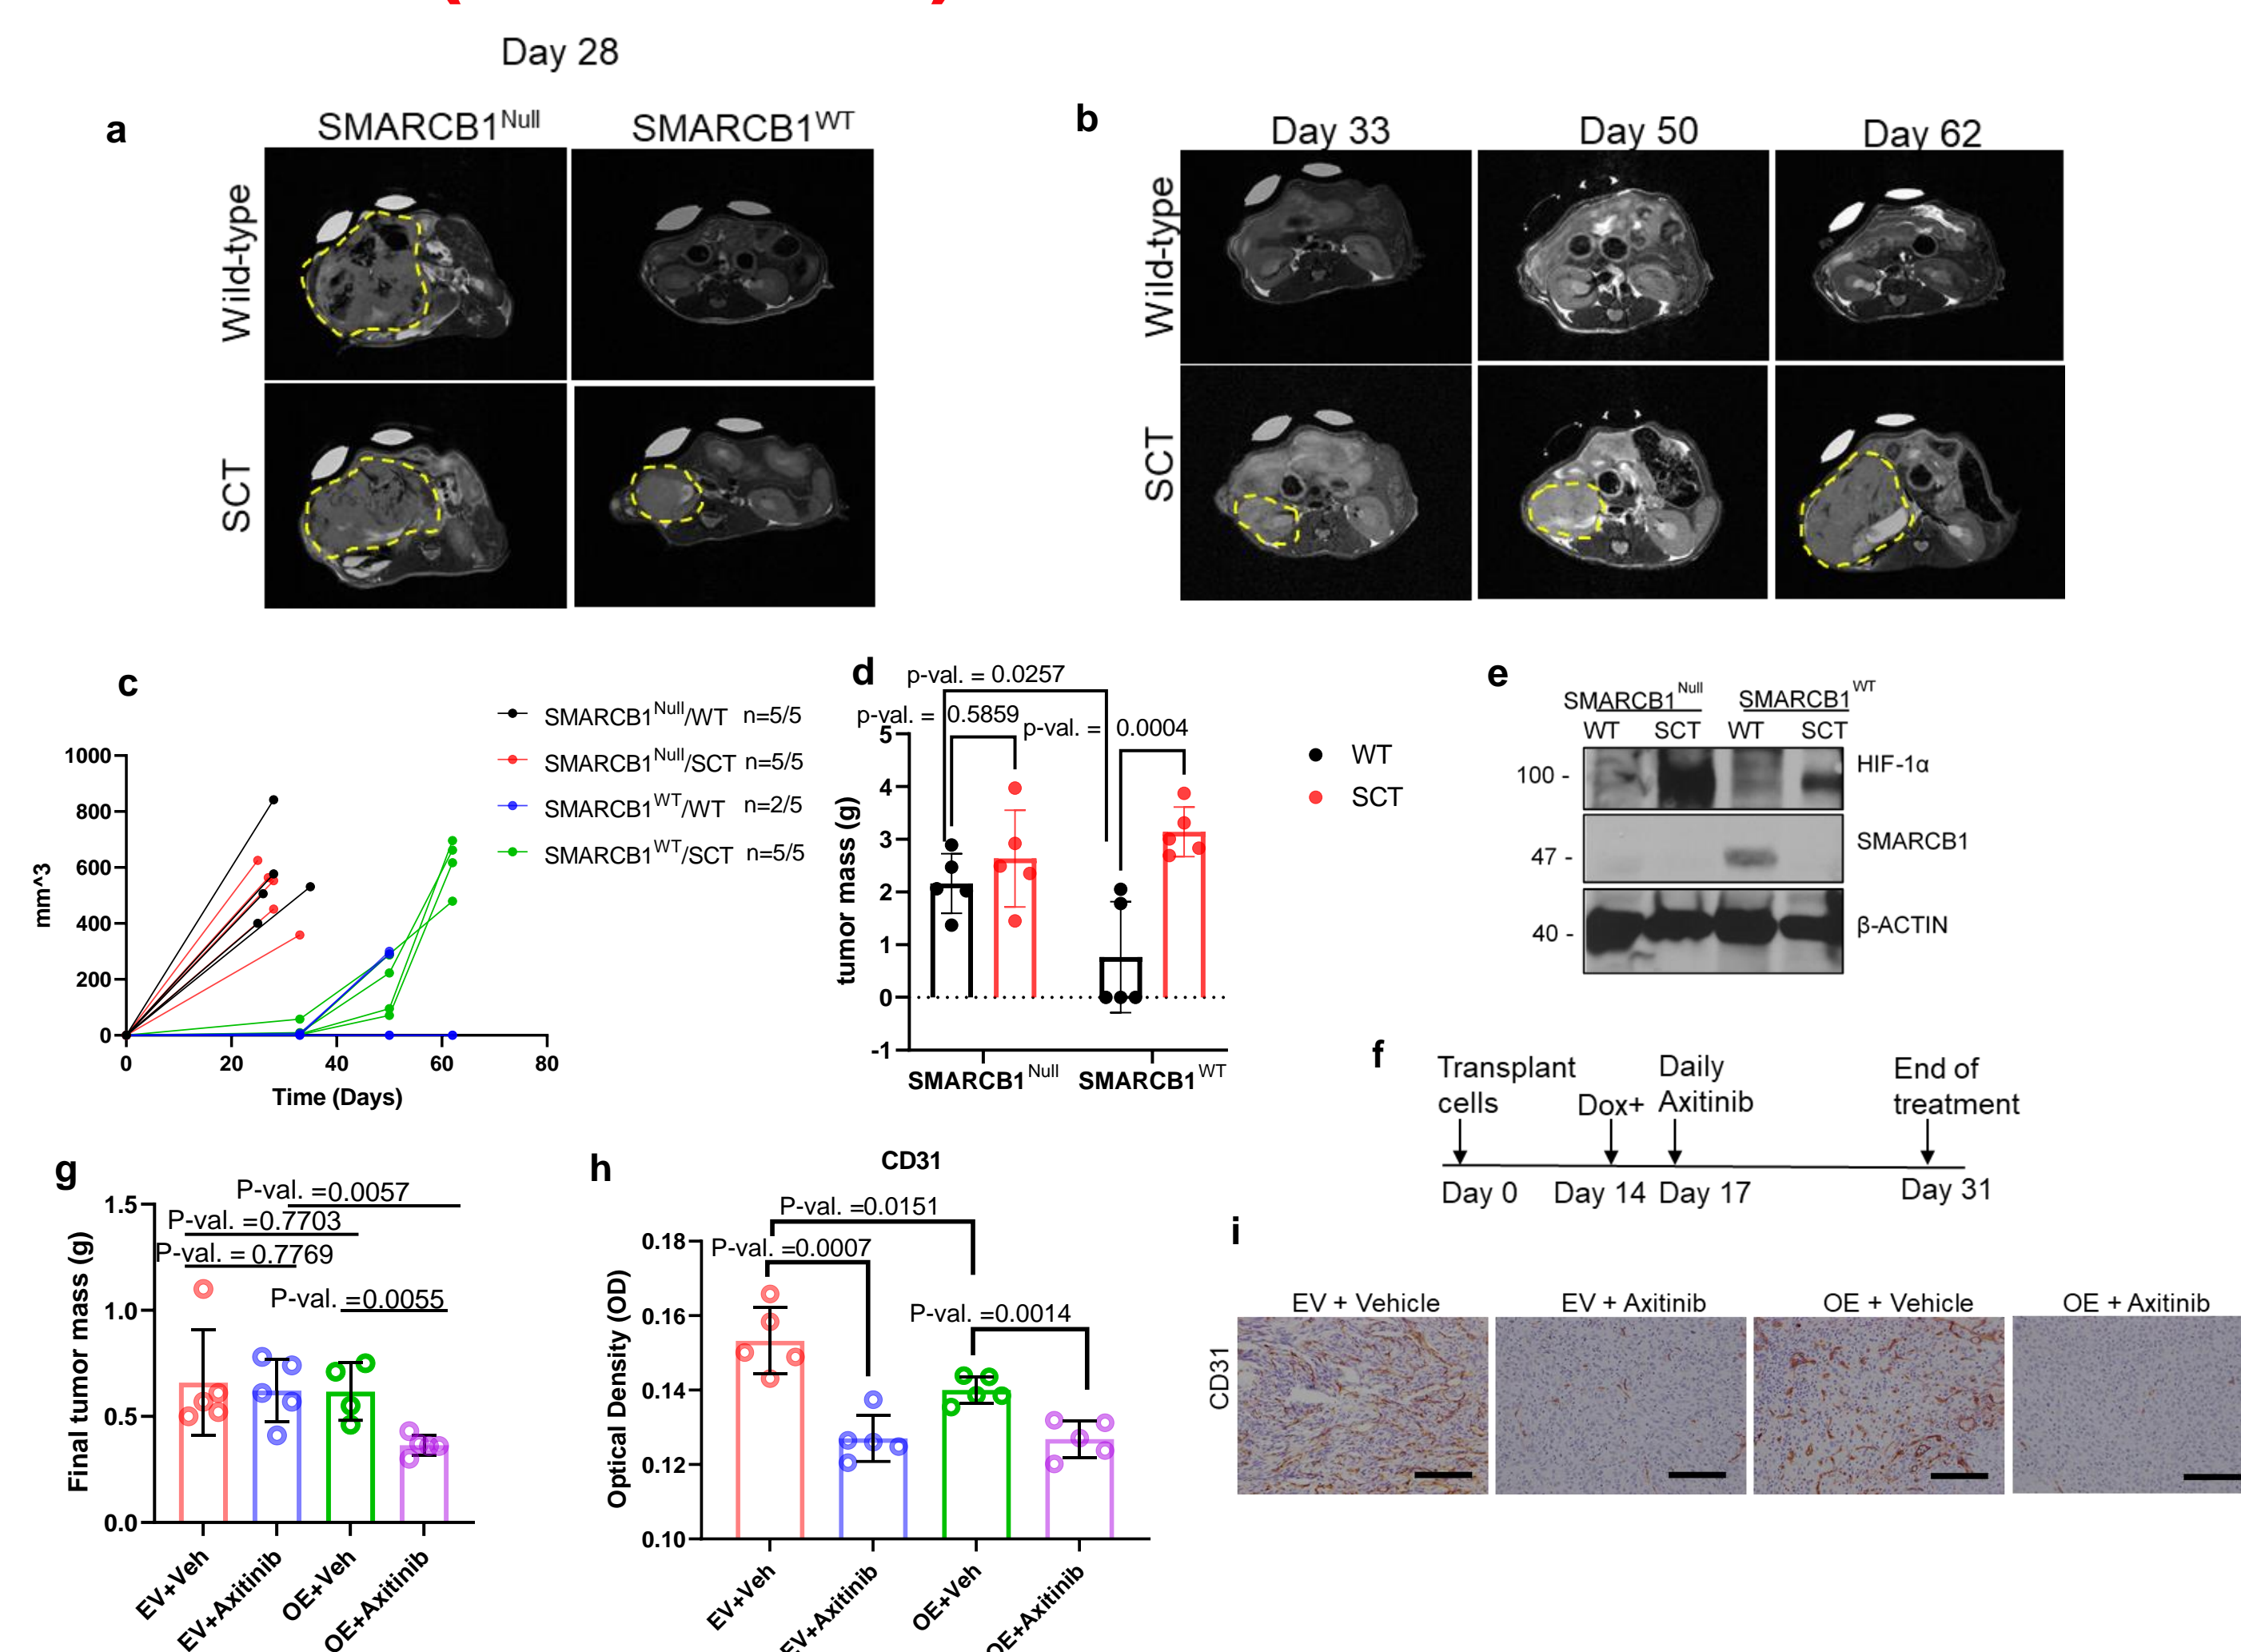 Day 28
a
SMARCB1Null
SMARCB1WT
Wild-type
SCT
b
Day 33
Day 50
Day 62
Wild-type
SCT
c
SMARCB1Null/WT n=5/5
SMARCB1Null/SCT n=5/5
SMARCB1WT/WT n=2/5
SMARCB1WT/SCT n=5/5
1000
800
600
400
200
0
mm^3
0
20
40
60
80
Time (Days)
d
p-val. = 0.0257
p-val. = 0.5859
p-val. = 0.0004
5
4
3
2
1
0
-1
tumor mass (g)
SMARCB1Null
SMARCB1WT
WT
SCT
e
SMARCB1Null
SMARCB1WT
WT
SCT
WT
SCT
100 -
HIF-1α
47 -
SMARCB1
40 -
β-ACTIN
f
Transplant
cells
Dox+
Daily
Axitinib
End of
treatment
Day 0
Day 14
Day 17
Day 31
g
P-val. =0.0057
P-val. =0.7703
P-val. = 0.7769
P-val. =0.0055
1.5
1.0
0.5
0.0
Final tumor mass (g)
EV+Veh
EV+Axitinib
OE+Veh
OE+Axitinib
h
CD31
P-val. =0.0151
P-val. =0.0007
P-val. =0.0014
0.18
0.16
0.14
0.12
0.10
Optical Density (OD)
EV+Veh
EV+Axitinib
OE+Veh
OE+Axitinib
i
EV + Vehicle
EV + Axitinib
OE + Vehicle
OE + Axitinib
CD31